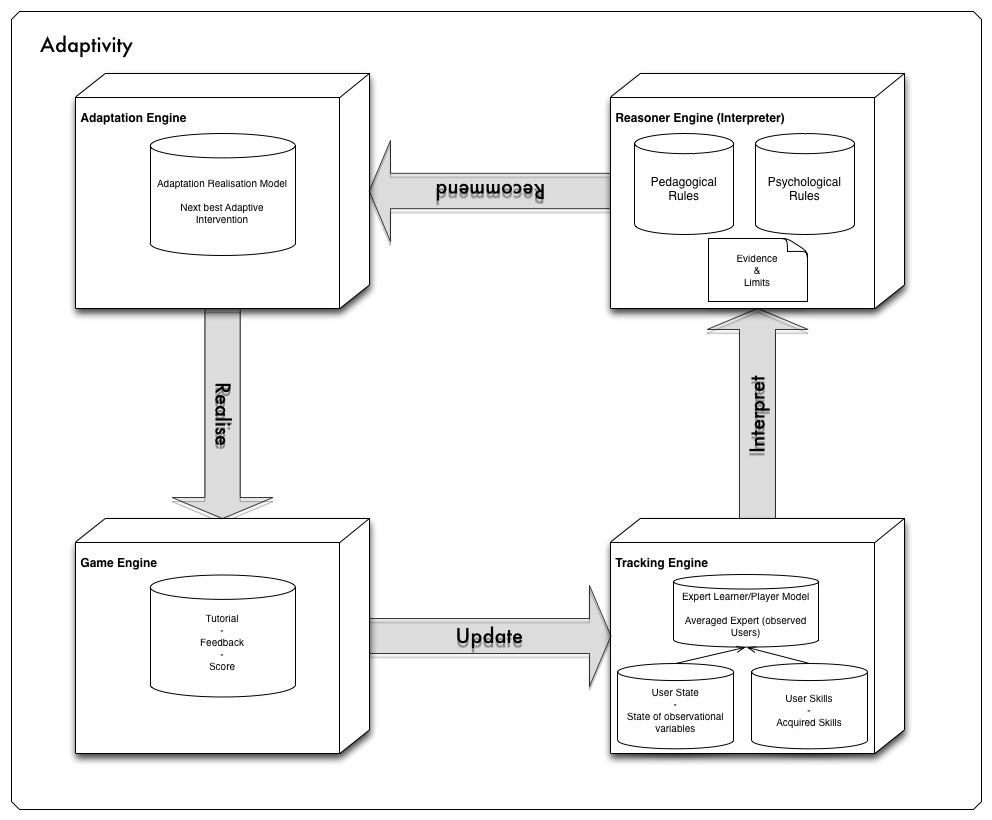 Adaptivity
Adaptation Engine
Adaptation Realisation Model
Next best Adaptive
Intervention
Recommend
Reasoner Engine (Interpreter)
Pedagogical
Rules
Psychological
Rules
Evidence
&
Limits
Realise
Interpret
Game Engine
Tutorial
-
Feedback
-
Score
Update
Tracking Engine
Expert Learner/Player Model
Averaged Expert (observed
Users)
User State
-
State of observational
variables
User Skills
-
Acquired Skills